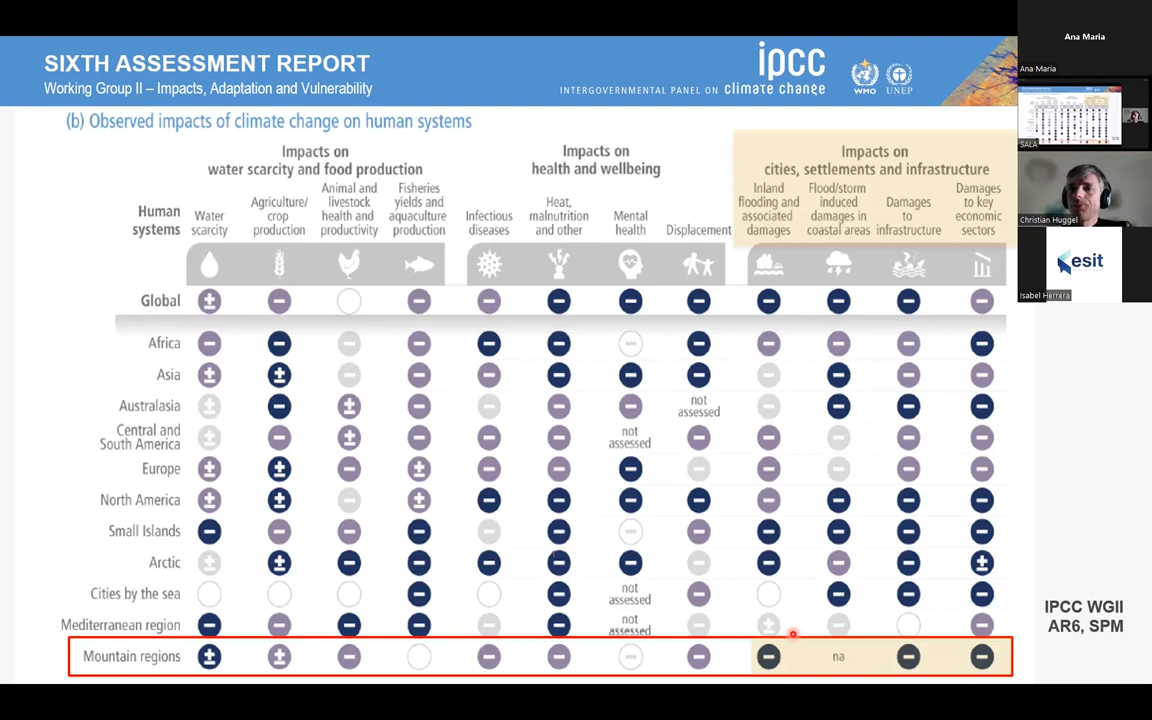 SIXTH ASSESSMENT REPORT
Working Group II – Impacts, Adaptation and Vulnerability
INTERGOVERNMENTAL PANEL ON climate change
ipcc
WMO
UNEP
Ana Maria
Ana Maria
SALA
Christian Huggel
esit
Isabel Herrera
(b) Observed impacts of climate change on human systems
Impacts on
water scarcity and food production
Impacts on
health and wellbeing
Impacts on
cities, settlements and infrastructure
Human
systems
Water
scarcity
Agriculture/
crop
production
Animal and
livestock
health and
productivity
Fisheries
yields and
aquaculture
production
Infectious
diseases
Heat,
malnutrition
and other
Mental
health
Displacement
Inland
flooding and
associated
damages
Flood/storm
induced
damages in
coastal areas
Damages
to
infrastructure
Damages
to key
economic
sectors
Global ± − − − − − − − − − −
Africa − − − − − − − − − − − −
Asia ± ± − − − − − − − − − −
Australasia ± − ± − − − − not assessed − − − −
Central and
South America ± − ± − − − not assessed − − − − −
Europe ± ± − ± − − − − − − − −
North America ± ± − ± − − − − − − − −
Small Islands − − − − − − − − − − − −
Arctic ± ± − − − − − − − − − ±
Cities by the sea − − not assessed − − − −
Mediterranean region − − − − − − not assessed − ± − −
Mountain regions ± ± − − − − − − na − −
IPCC WGII
AR6, SPM